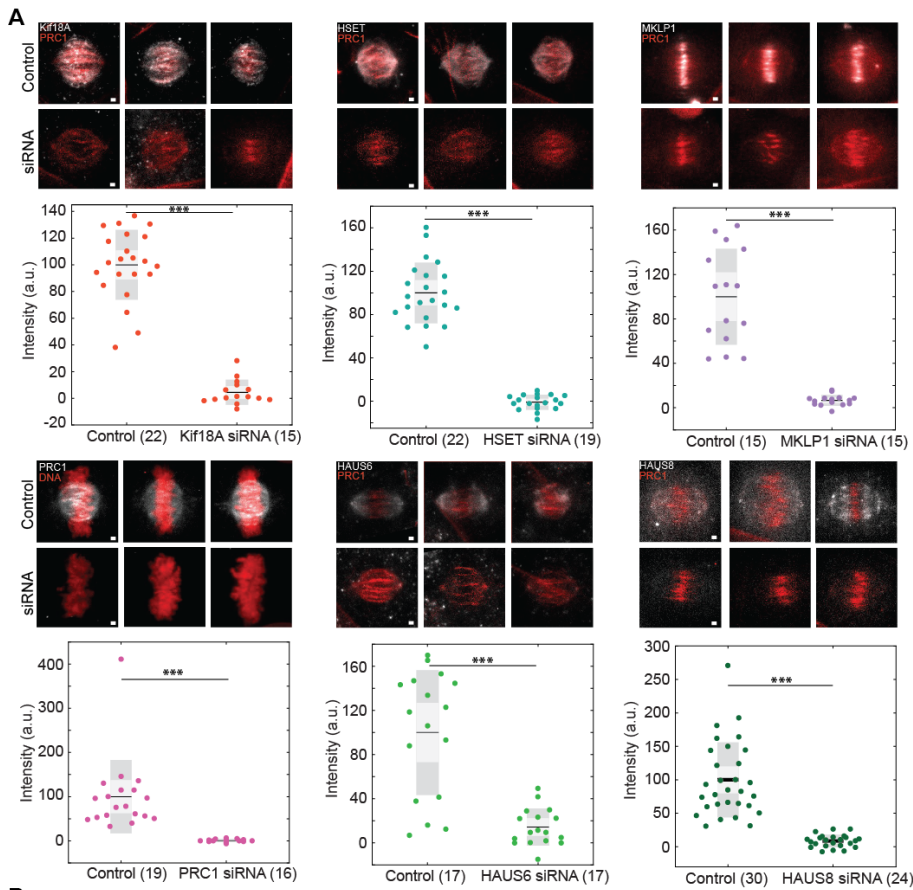 A
Control
siRNA
Kif18A
PRC1
HSET
PRC1
MKLP1
PRC1
Intensity (a.u.)
140
120
100
80
60
40
20
0
-20
***
Control (22) Kif18A siRNA (15)
Intensity (a.u.)
160
120
80
40
0
***
Control (22) HSET siRNA (19)
Intensity (a.u.)
160
120
80
40
0
***
Control (15) MKLP1 siRNA (15)
Control
siRNA
PRC1
DNA
HAUS6
PRC1
HAUS8
PRC1
Intensity (a.u.)
400
300
200
100
0
***
Control (19) PRC1 siRNA (16)
Intensity (a.u.)
160
120
80
40
0
***
Control (17) HAUS6 siRNA (17)
Intensity (a.u.)
300
250
200
150
100
50
0
***
Control (30) HAUS8 siRNA (24)